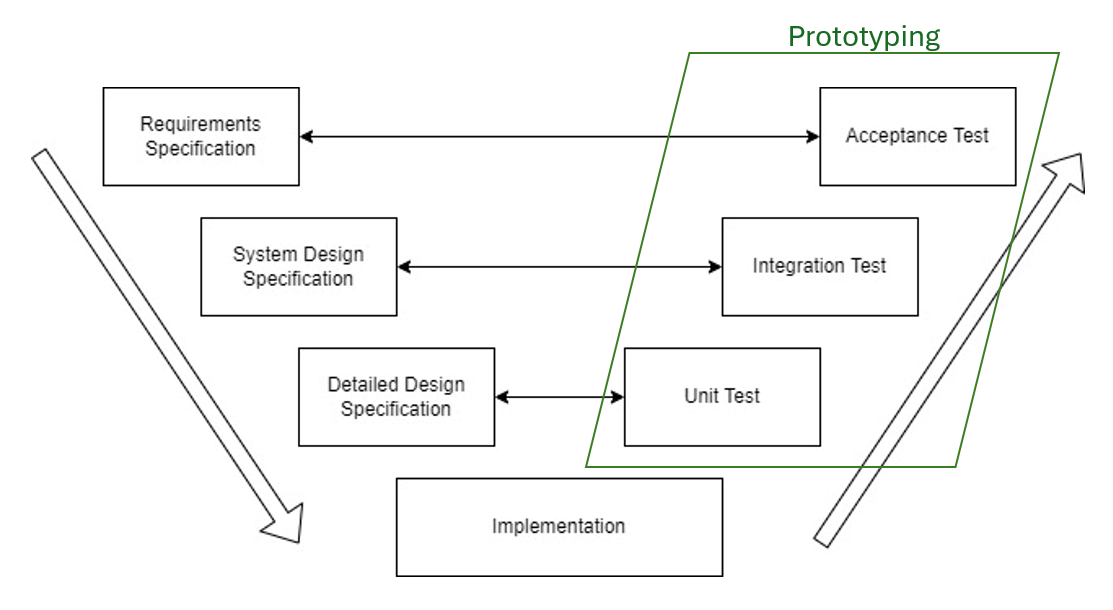 Prototyping
Requirements
Specification
Acceptance Test
System Design
Specification
Integration Test
Detailed Design
Specification
Unit Test
Implementation